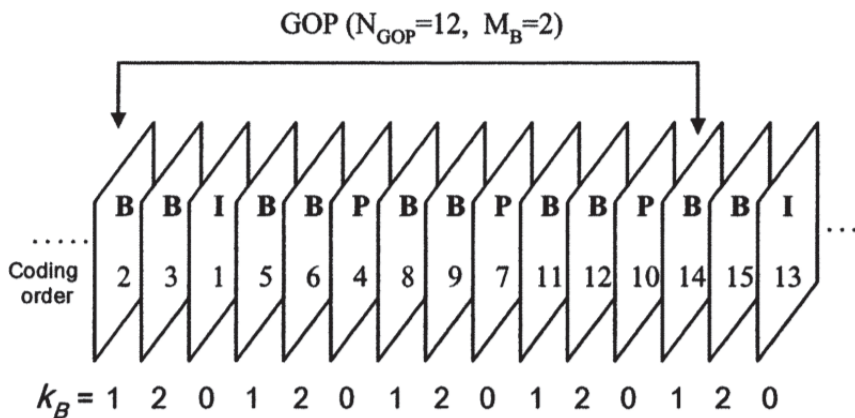 GOP (N_GOP=12, M_B=2)
B B I B B P B B P B B P B B I
..... ...
Coding order 2 3 1 5 6 4 8 9 7 11 12 10 14 15 13
k_B = 1 2 0 1 2 0 1 2 0 1 2 0 1 2 0